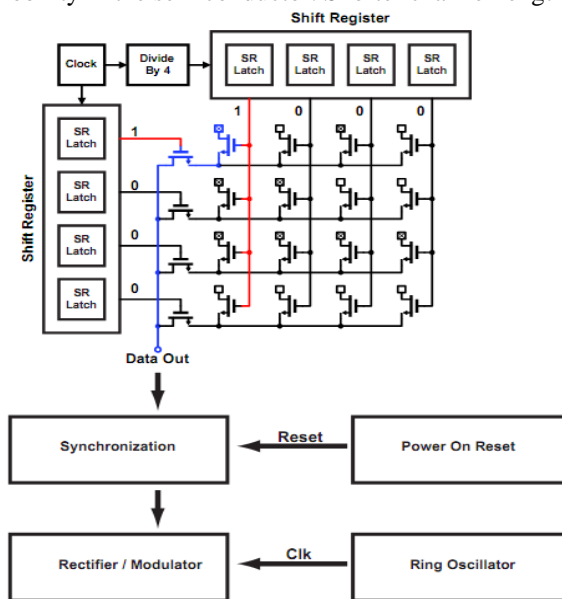 Shift Register
Clock
Divide By 4
SR Latch
SR Latch
SR Latch
SR Latch
1 0 0 0
Shift Register
SR Latch
1
SR Latch
0
SR Latch
0
SR Latch
0
Data Out
Synchronization
Reset
Power On Reset
Rectifier / Modulator
Clk
Ring Oscillator